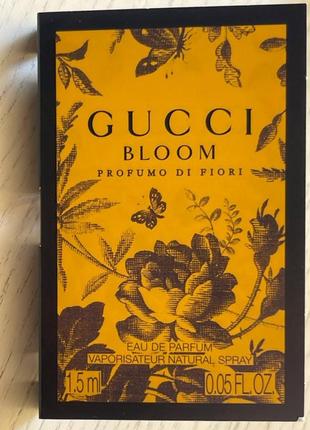 GUCCI
BLOOM
PROFUMO DI FIORI
EAU DE PARFUM
VAPORISATEUR NATURAL SPRAY
1.5 ml 0.05 FL.OZ.